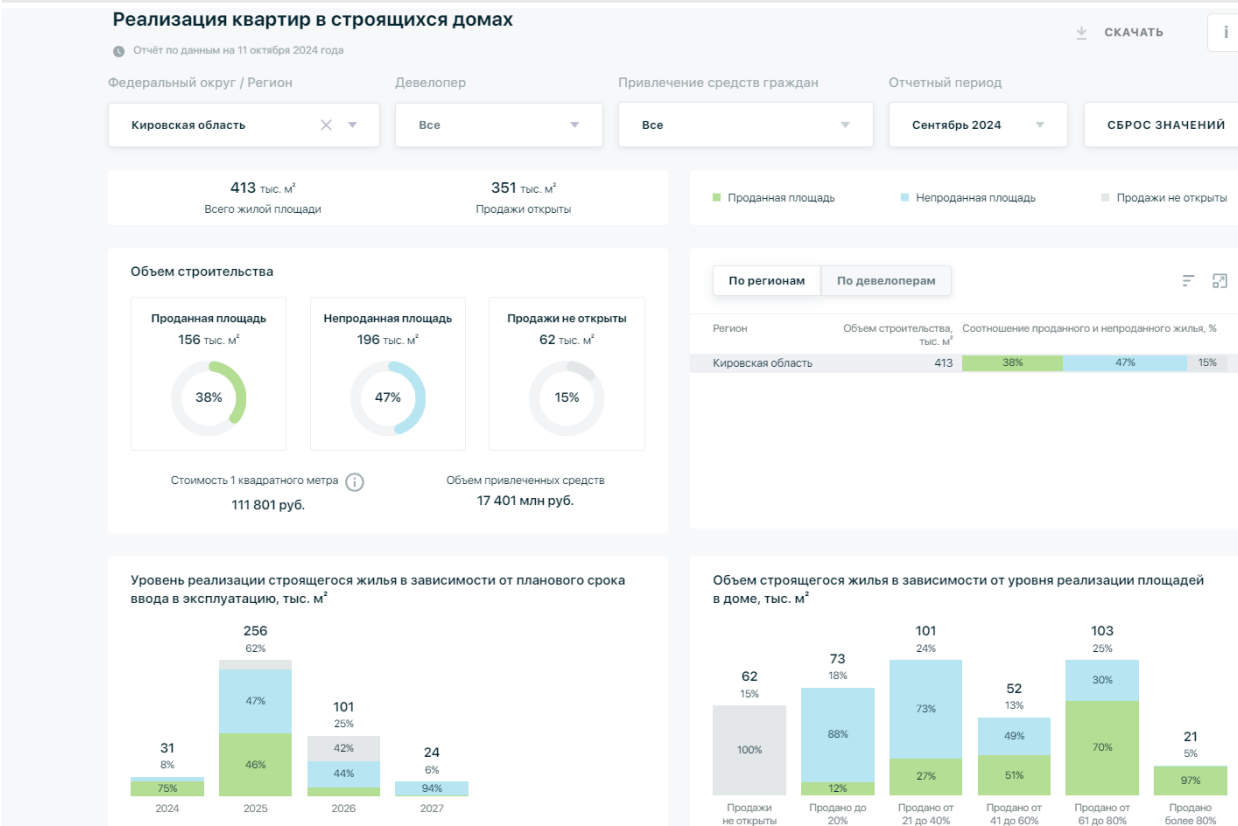 Реализация квартир в строящихся домах
СКАЧАТЬ
i
Отчёт по данным на 11 октября 2024 года
Федеральный округ / Регион
Девелопер
Привлечение средств граждан
Отчетный период
Кировская область
Все
Все
Сентябрь 2024
СБРОС ЗНАЧЕНИЙ
413 тыс. м²
Всего жилой площади
351 тыс. м²
Продажи открыты
Проданная площадь
Непроданная площадь
Продажи не открыты
Объем строительства
Проданная площадь
156 тыс. м²
38%
Непроданная площадь
196 тыс. м²
47%
Продажи не открыты
62 тыс. м²
15%
Стоимость 1 квадратного метра i
111 801 руб.
Объем привлеченных средств
17 401 млн руб.
По регионам
По девелоперам
Регион
Объем строительства,
тыс. м²
Соотношение проданного и непроданного жилья, %
Кировская область 413 38% 47% 15%
Уровень реализации строящегося жилья в зависимости от планового срока
ввода в эксплуатацию, тыс. м²
31
8%
75%
2024
256
62%
47%
46%
2025
101
25%
42%
44%
2026
24
6%
94%
2027
Объем строящегося жилья в зависимости от уровня реализации площадей
в доме, тыс. м²
62
15%
100%
Продажи
не открыты
73
18%
88%
12%
Продано до
20%
101
24%
73%
27%
Продано от
21 до 40%
52
13%
49%
51%
Продано от
41 до 60%
103
25%
30%
70%
Продано от
61 до 80%
21
5%
97%
Продано
более 80%